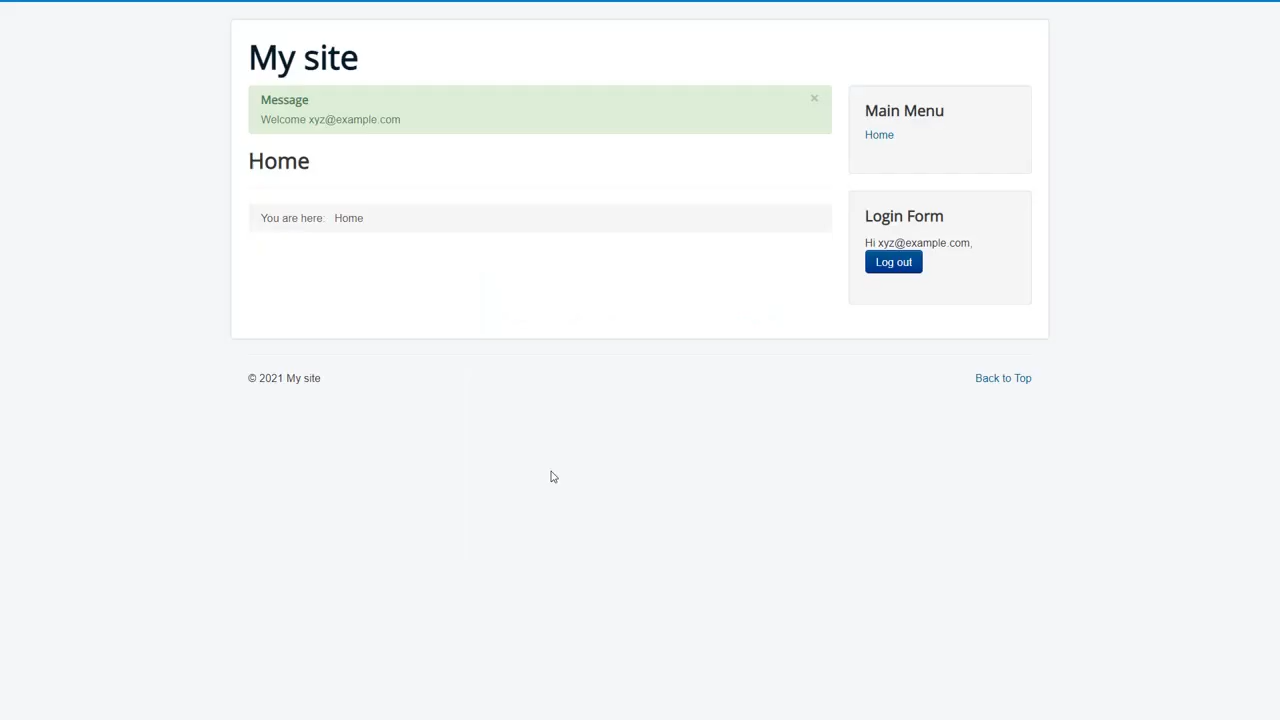 My site
Message
×
Welcome xyz@example.com
Home
You are here: Home
Main Menu
Home
Login Form
Hi xyz@example.com,
Log out
© 2021 My site
Back to Top